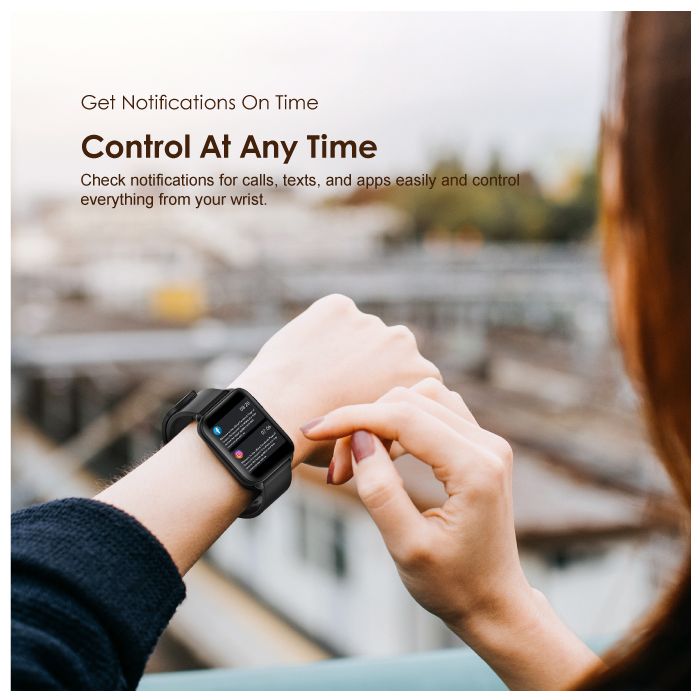 Get Notifications On Time
Control At Any Time
Check notifications for calls, texts, and apps easily and control
everything from your wrist.